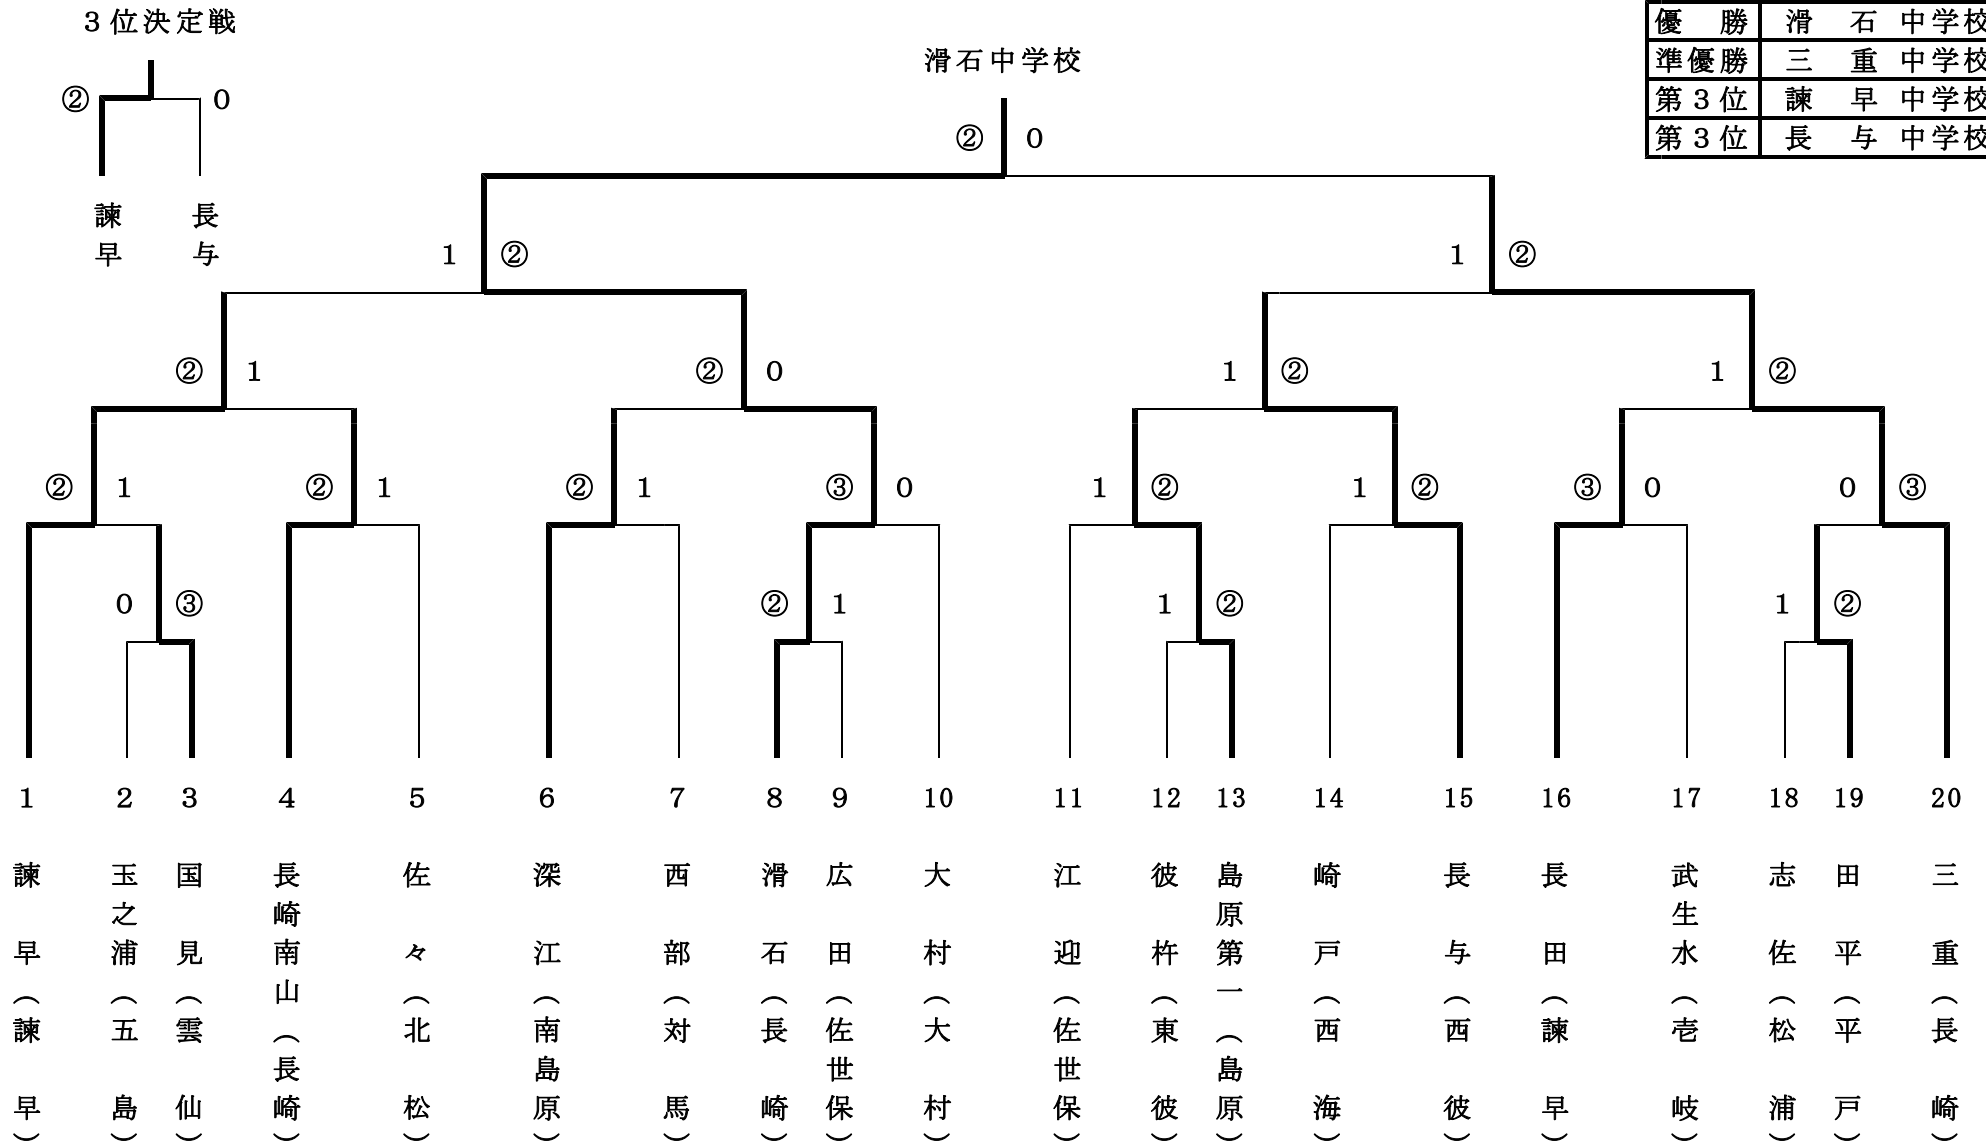 ３位決定戦
② 0
諫早 長与
滑石中学校
優　勝 滑　石 中学校
準優勝 三　重 中学校
第３位 諫　早 中学校
第３位 長　与 中学校
② 0
1 ② 1 ②
② 1 ② 0 1 ② 1 ②
② 1 ② 1 ② 1 ③ 0 1 ② 1 ② ③ 0 0 ③
0 ③ ② 1 1 ② 1 ②
1 2 3 4 5 6 7 8 9 10 11 12 13 14 15 16 17 18 19 20
諫早（諫早）
玉之浦（五島）
国見（雲仙）
長崎南山（長崎）
佐々（北松）
深江（南島原）
西部（対馬）
滑石（長崎）
広田（佐世保）
大村（大村）
江迎（佐世保）
彼杵（東彼）
島原第一（島原）
崎戸（西海）
長与（西彼）
長田（諫早）
武生水（壱岐）
志佐（松浦）
田平（平戸）
三重（長崎）